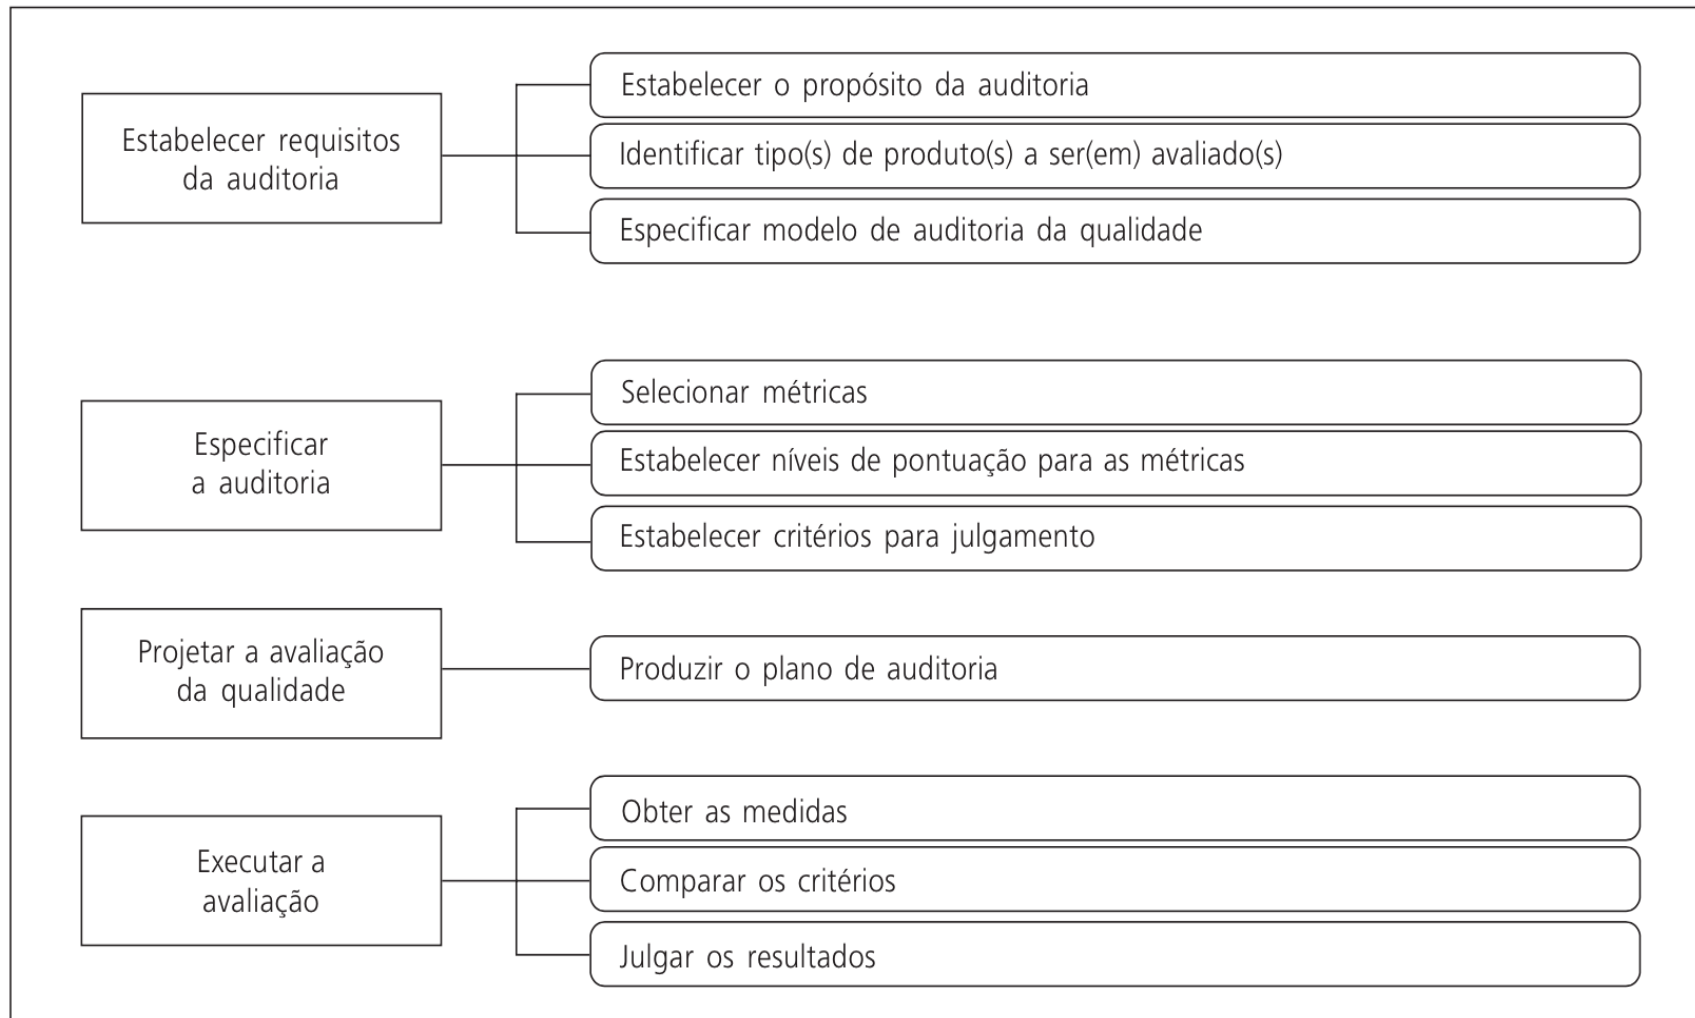 Estabelecer requisitos
da auditoria
Estabelecer o propósito da auditoria
Identificar tipo(s) de produto(s) a ser(em) avaliado(s)
Especificar modelo de auditoria da qualidade
Especificar
a auditoria
Selecionar métricas
Estabelecer níveis de pontuação para as métricas
Estabelecer critérios para julgamento
Projetar a avaliação
da qualidade
Produzir o plano de auditoria
Executar a
avaliação
Obter as medidas
Comparar os critérios
Julgar os resultados